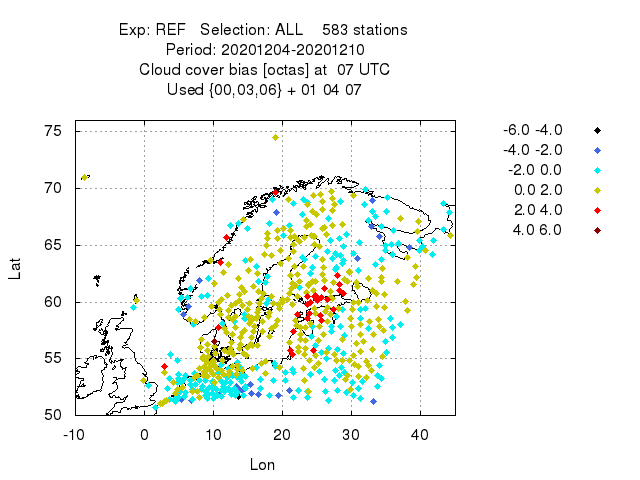 Exp: REF   Selection: ALL    583 stations
Period: 20201204-20201210
Cloud cover bias [octas] at  07 UTC
Used {00,03,06} + 01 04 07
-6.0 -4.0
-4.0 -2.0
-2.0 0.0
0.0 2.0
2.0 4.0
4.0 6.0
75
70
65
60
55
50
Lat
-10 0 10 20 30 40
Lon